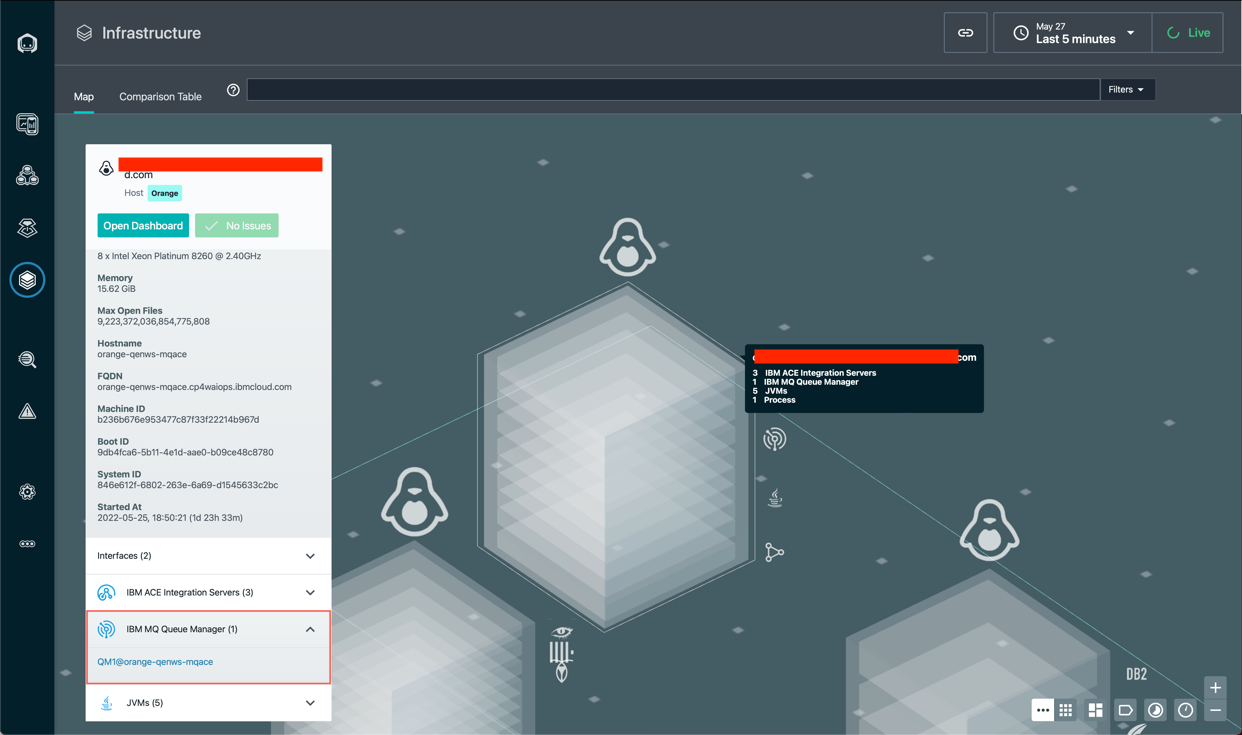 Infrastructure
May 27
Last 5 minutes
Live
Map
Comparison Table
?
Filters
d.com
Host Orange
Open Dashboard
No Issues
8 x Intel Xeon Platinum 8260 @ 2.40GHz
Memory
15.62 GiB
Max Open Files
9,223,372,036,854,775,808
Hostname
orange-qenws-mqace
FQDN
orange-qenws-mqace.cp4waiops.ibmcloud.com
Machine ID
b236b676e953477c87f33f22214b967d
Boot ID
9db4fca6-5b11-4e1d-aae0-b09ce48c8780
System ID
846e612f-6802-263e-6a69-d1545633c2bc
Started At
2022-05-25, 18:50:21 (1d 23h 33m)
Interfaces (2)
IBM ACE Integration Servers (3)
IBM MQ Queue Manager (1)
QM1@orange-qenws-mqace
JVMs (5)
com
3 IBM ACE Integration Servers
1 IBM MQ Queue Manager
5 JVMs
1 Process
DB2